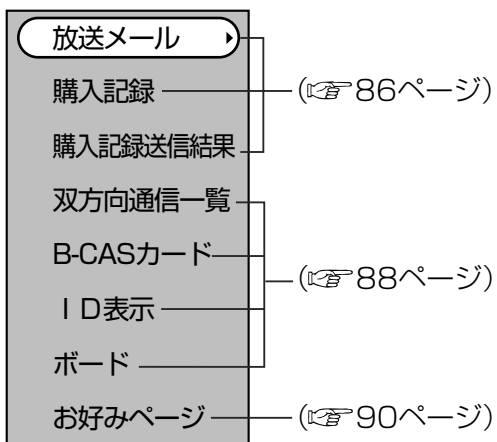 放送メール
購入記録
購入記録送信結果
双方向通信一覧
B-CASカード
ＩＤ表示
ボード
お好みページ
(☞86ページ)
(☞88ページ)
(☞90ページ)